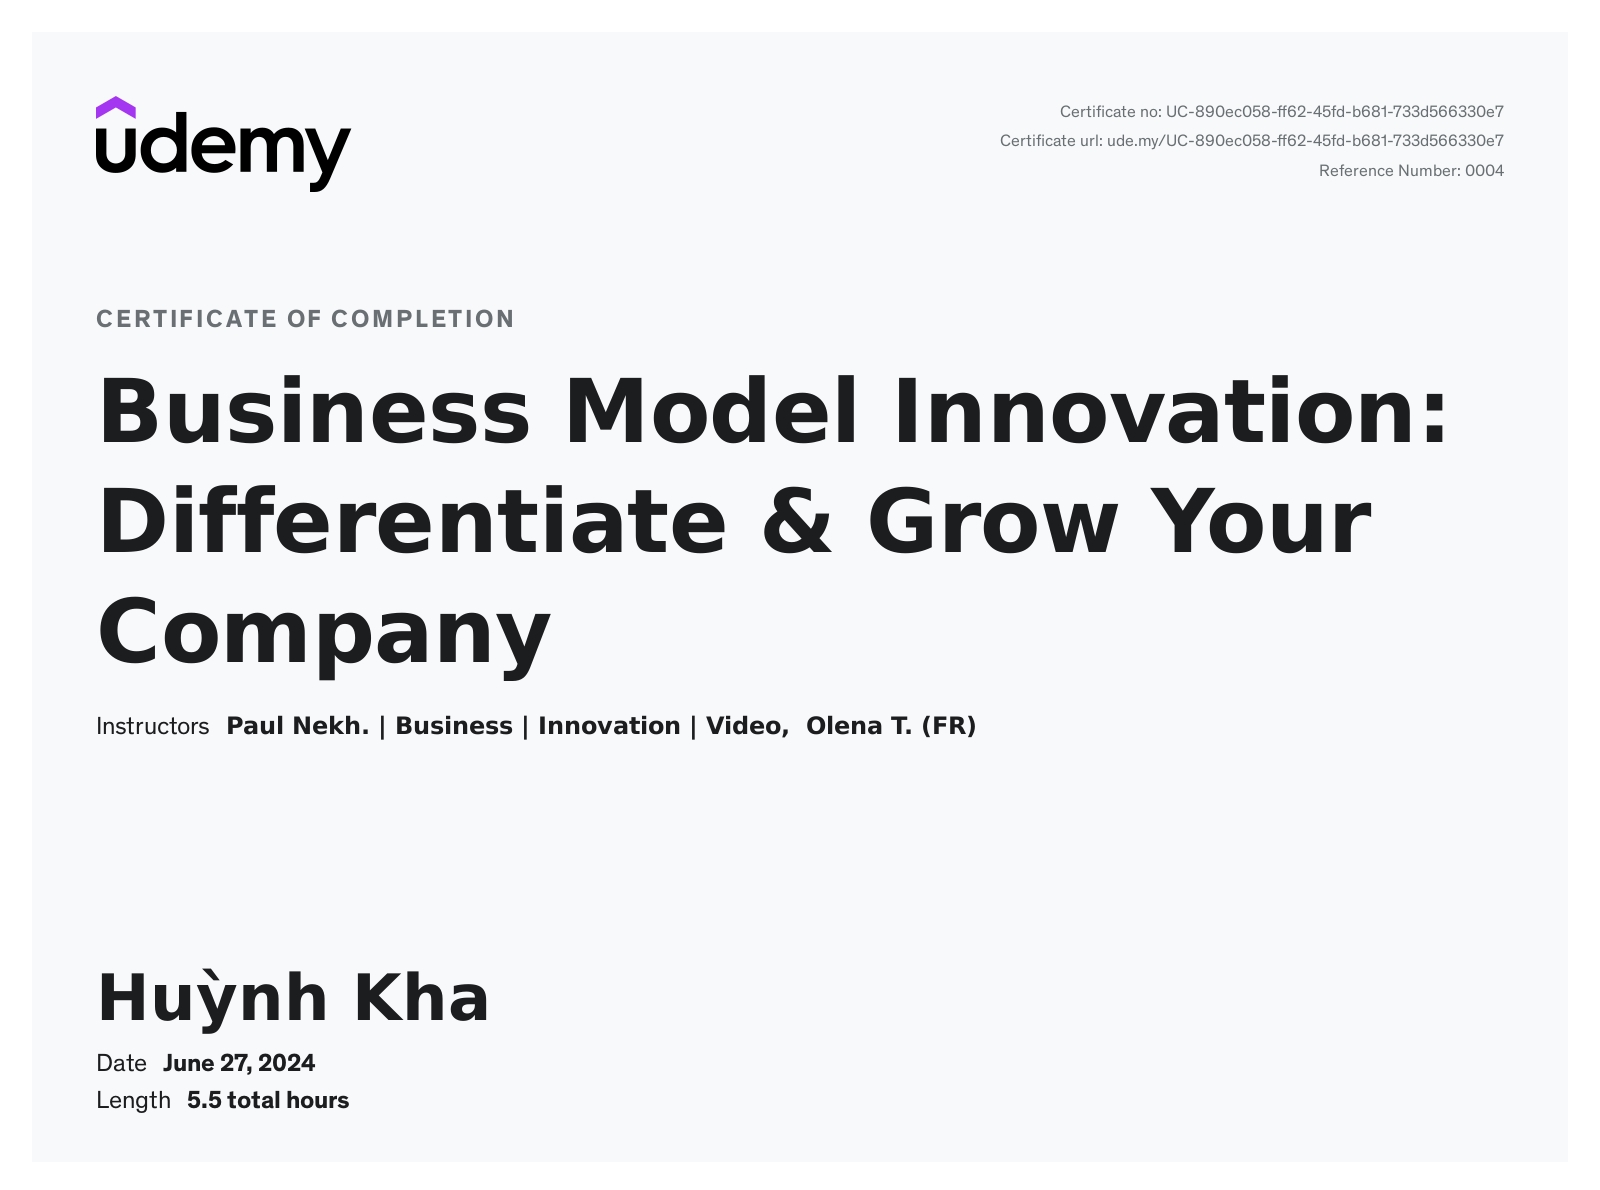 udemy
Certificate no: UC-890ec058-ff62-45fd-b681-733d566330e7
Certificate url: ude.my/UC-890ec058-ff62-45fd-b681-733d566330e7
Reference Number: 0004
CERTIFICATE OF COMPLETION
Business Model Innovation:
Differentiate & Grow Your
Company
Instructors Paul Nekh. | Business | Innovation | Video, Olena T. (FR)
Huỳnh Kha
Date June 27, 2024
Length 5.5 total hours